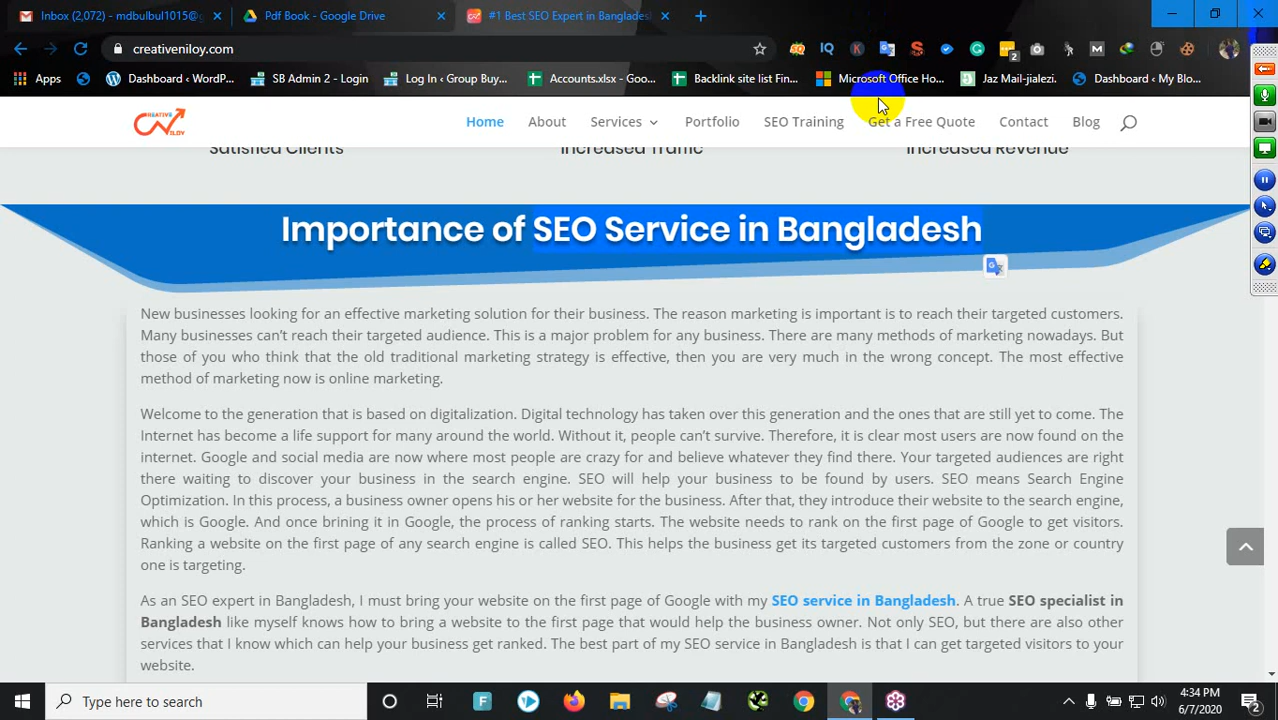 Inbox (2,072) - mdbulbul1015@g
Pdf Book - Google Drive
#1 Best SEO Expert in Bangladesh
creativeniloy.com
2
Apps
Dashboard ‹ WordP...
SB Admin 2 - Login
Log In ‹ Group Buy...
Accounts.xlsx - Goo...
Backlink site list Fin...
Microsoft Office Ho...
Jaz Mail-jialezi.
Dashboard ‹ My Blo...
CREATIVE NILOY
Home
About
Services
Portfolio
SEO Training
Get a Free Quote
Contact
Blog
Satisfied Clients
Increased Traffic
Increased Revenue
Importance of SEO Service in Bangladesh
New businesses looking for an effective marketing solution for their business. The reason marketing is important is to reach their targeted customers.
Many businesses can't reach their targeted audience. This is a major problem for any business. There are many methods of marketing nowadays. But
those of you who think that the old traditional marketing strategy is effective, then you are very much in the wrong concept. The most effective
method of marketing now is online marketing.
Welcome to the generation that is based on digitalization. Digital technology has taken over this generation and the ones that are still yet to come. The
Internet has become a life support for many around the world. Without it, people can't survive. Therefore, it is clear most users are now found on the
internet. Google and social media are now where most people are crazy for and believe whatever they find there. Your targeted audiences are right
there waiting to discover your business in the search engine. SEO will help your business to be found by users. SEO means Search Engine
Optimization. In this process, a business owner opens his or her website for the business. After that, they introduce their website to the search engine,
which is Google. And once brining it in Google, the process of ranking starts. The website needs to rank on the first page of Google to get visitors.
Ranking a website on the first page of any search engine is called SEO. This helps the business get its targeted customers from the zone or country
one is targeting.
As an SEO expert in Bangladesh, I must bring your website on the first page of Google with my SEO service in Bangladesh. A true SEO specialist in
Bangladesh like myself knows how to bring a website to the first page that would help the business owner. Not only SEO, but there are also other
services that I know which can help your business get ranked. The best part of my SEO service in Bangladesh is that I can get targeted visitors to your
website.
Type here to search
4:34 PM
6/7/2020
2